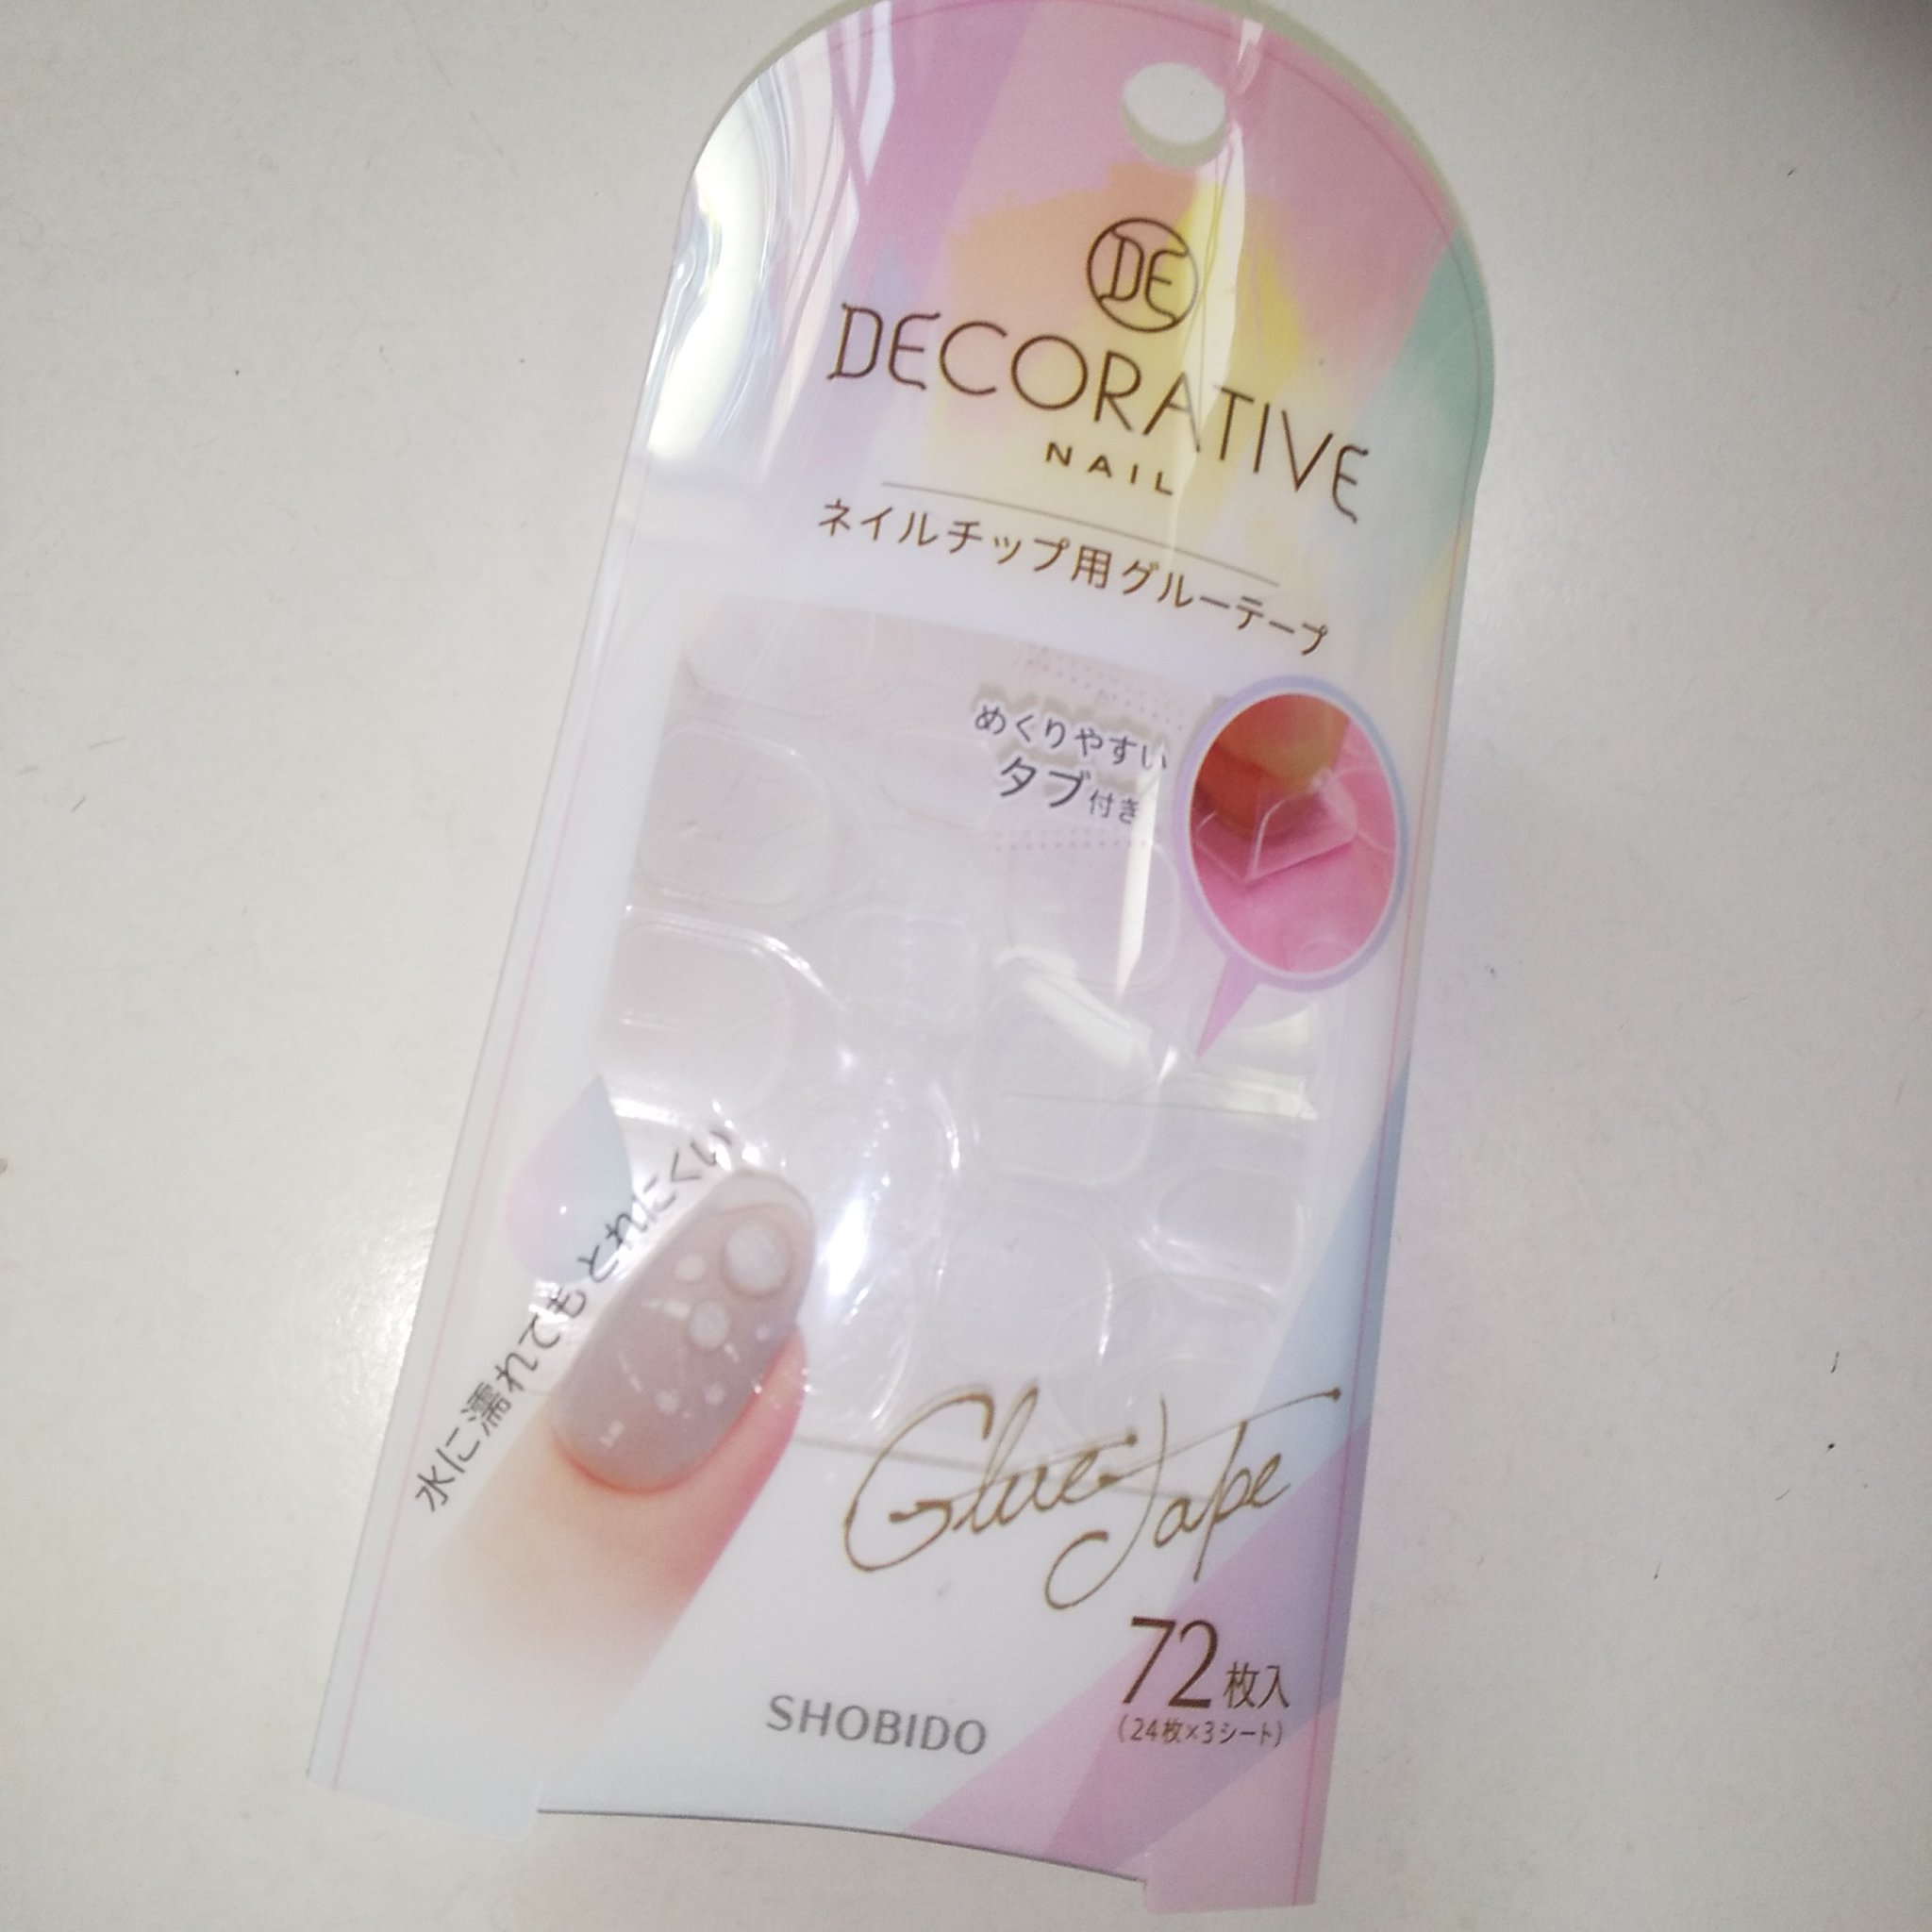 DE
DECORATIVE
NAIL
ネイルチップ用グルーテープ
めくりやすい
タブ付き
水に濡れてもとれにくい
Glue Tape
72枚入
(24枚×3シート)
SHOBIDO